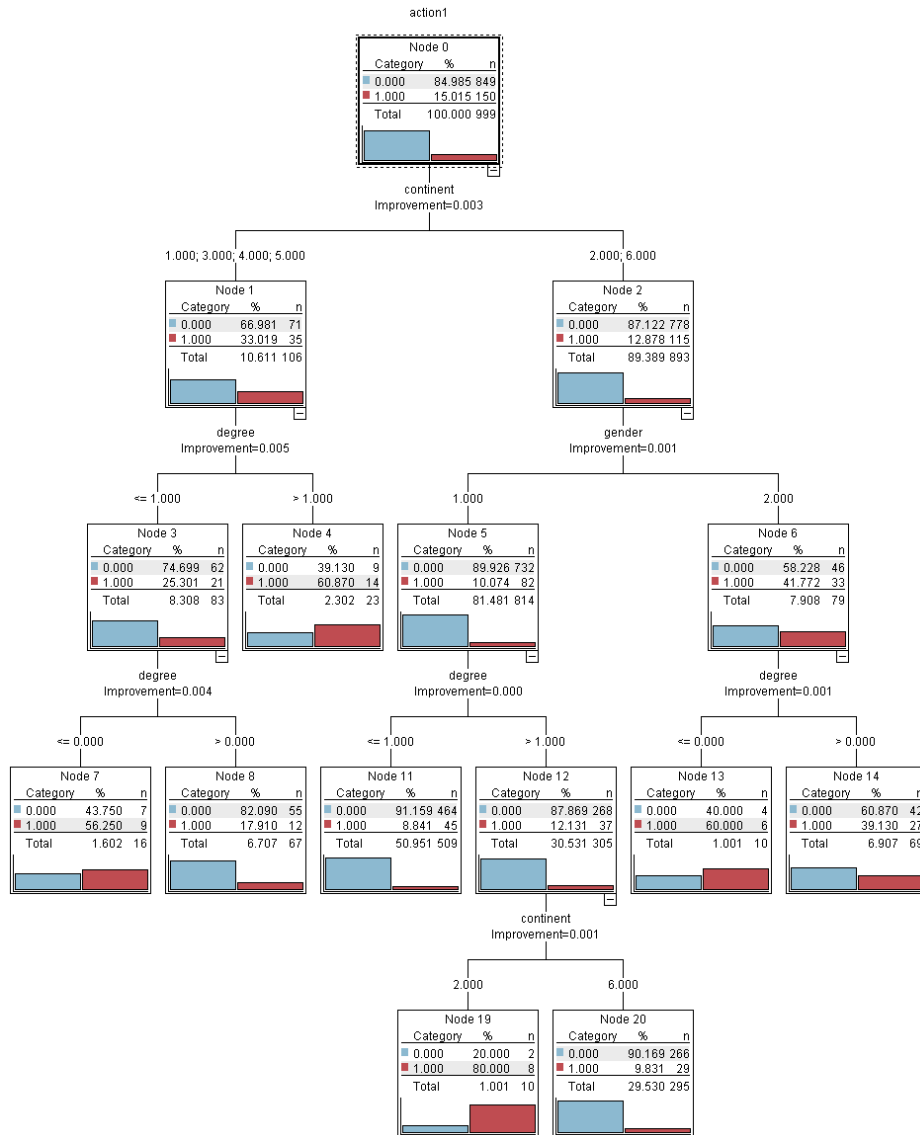 action1
Node 0
Category % n
0.000 84.985 849
1.000 15.015 150
Total 100.000 999
continent
Improvement=0.003
1.000; 3.000; 4.000; 5.000
2.000; 6.000
Node 1
Category % n
0.000 66.981 71
1.000 33.019 35
Total 10.611 106
Node 2
Category % n
0.000 87.122 778
1.000 12.878 115
Total 89.389 893
degree
Improvement=0.005
gender
Improvement=0.001
<= 1.000
> 1.000
1.000
2.000
Node 3
Category % n
0.000 74.699 62
1.000 25.301 21
Total 8.308 83
Node 4
Category % n
0.000 39.130 9
1.000 60.870 14
Total 2.302 23
Node 5
Category % n
0.000 89.926 732
1.000 10.074 82
Total 81.481 814
Node 6
Category % n
0.000 58.228 46
1.000 41.772 33
Total 7.908 79
degree
Improvement=0.004
degree
Improvement=0.000
degree
Improvement=0.001
<= 0.000
> 0.000
<= 1.000
> 1.000
<= 0.000
> 0.000
Node 7
Category % n
0.000 43.750 7
1.000 56.250 9
Total 1.602 16
Node 8
Category % n
0.000 82.090 55
1.000 17.910 12
Total 6.707 67
Node 11
Category % n
0.000 91.159 464
1.000 8.841 45
Total 50.951 509
Node 12
Category % n
0.000 87.869 268
1.000 12.131 37
Total 30.531 305
Node 13
Category % n
0.000 40.000 4
1.000 60.000 6
Total 1.001 10
Node 14
Category % n
0.000 60.870 42
1.000 39.130 27
Total 6.907 69
continent
Improvement=0.001
2.000
6.000
Node 19
Category % n
0.000 20.000 2
1.000 80.000 8
Total 1.001 10
Node 20
Category % n
0.000 90.169 266
1.000 9.831 29
Total 29.530 295